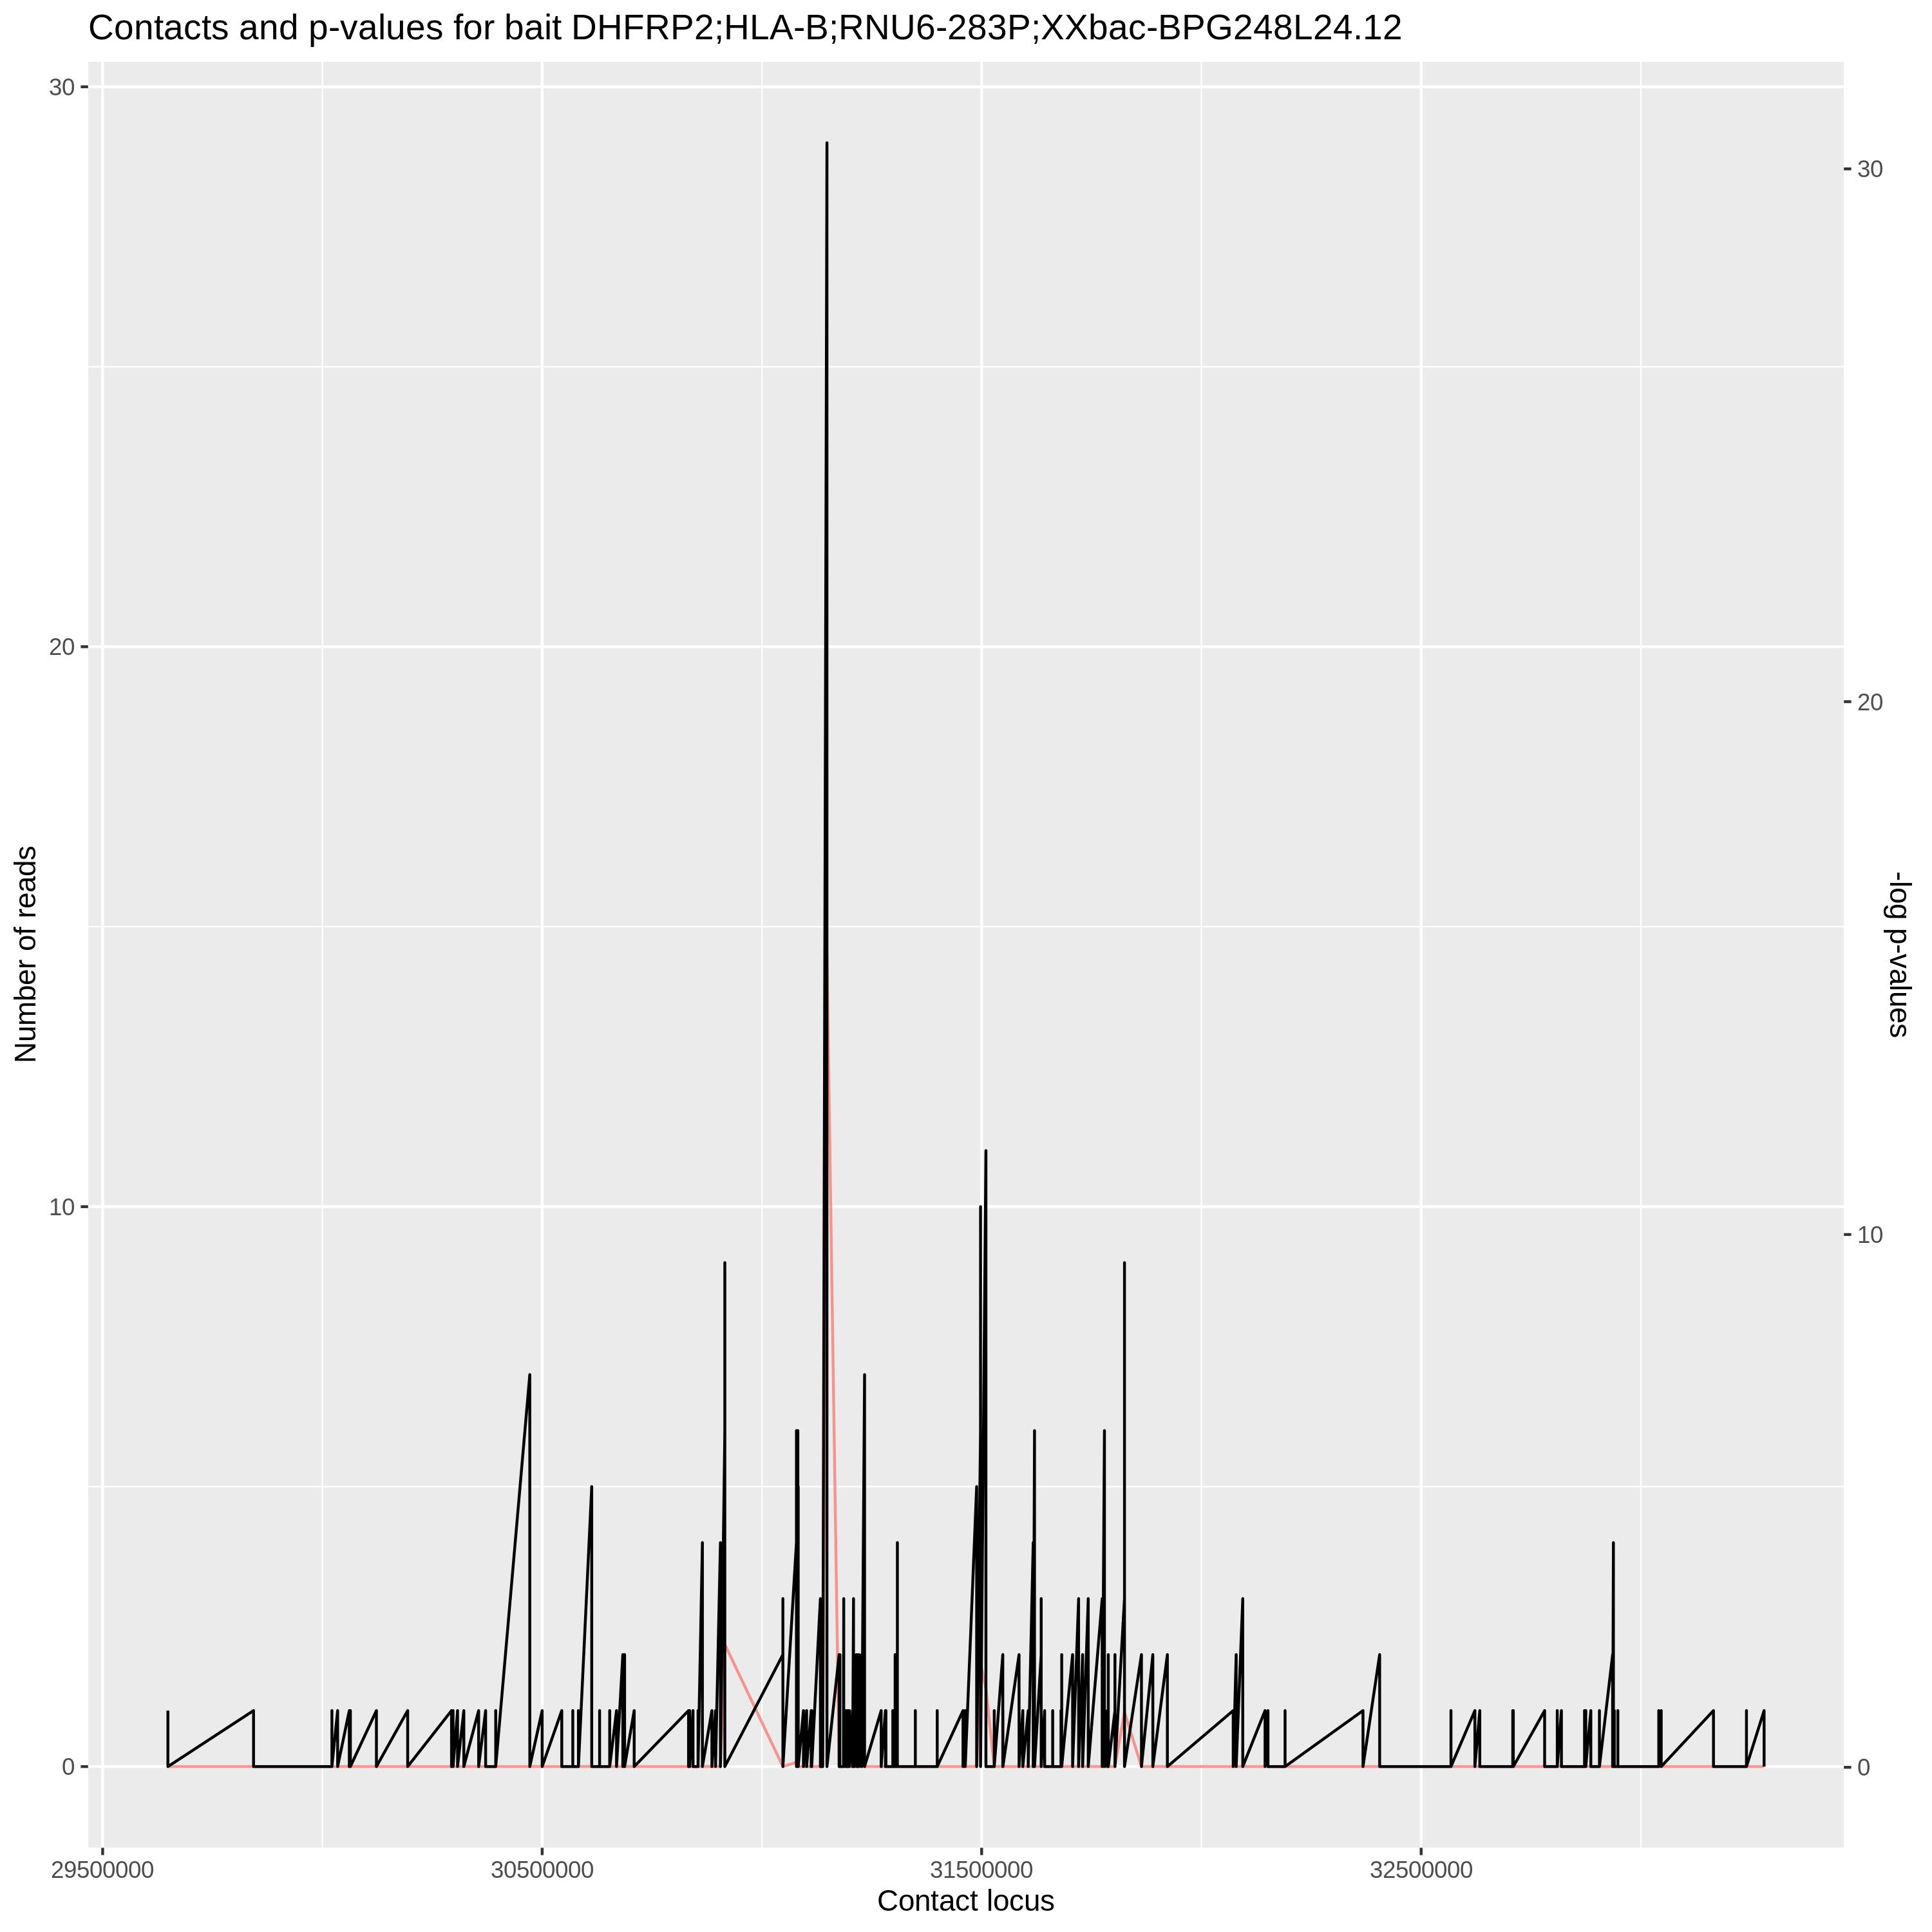 Contacts and p-values for bait DHFRP2;HLA-B;RNU6-283P;XXbac-BPG248L24.12
30
30
20
20
Number of reads
-log p-values
10
10
0
0
29500000 30500000 31500000 32500000
Contact locus